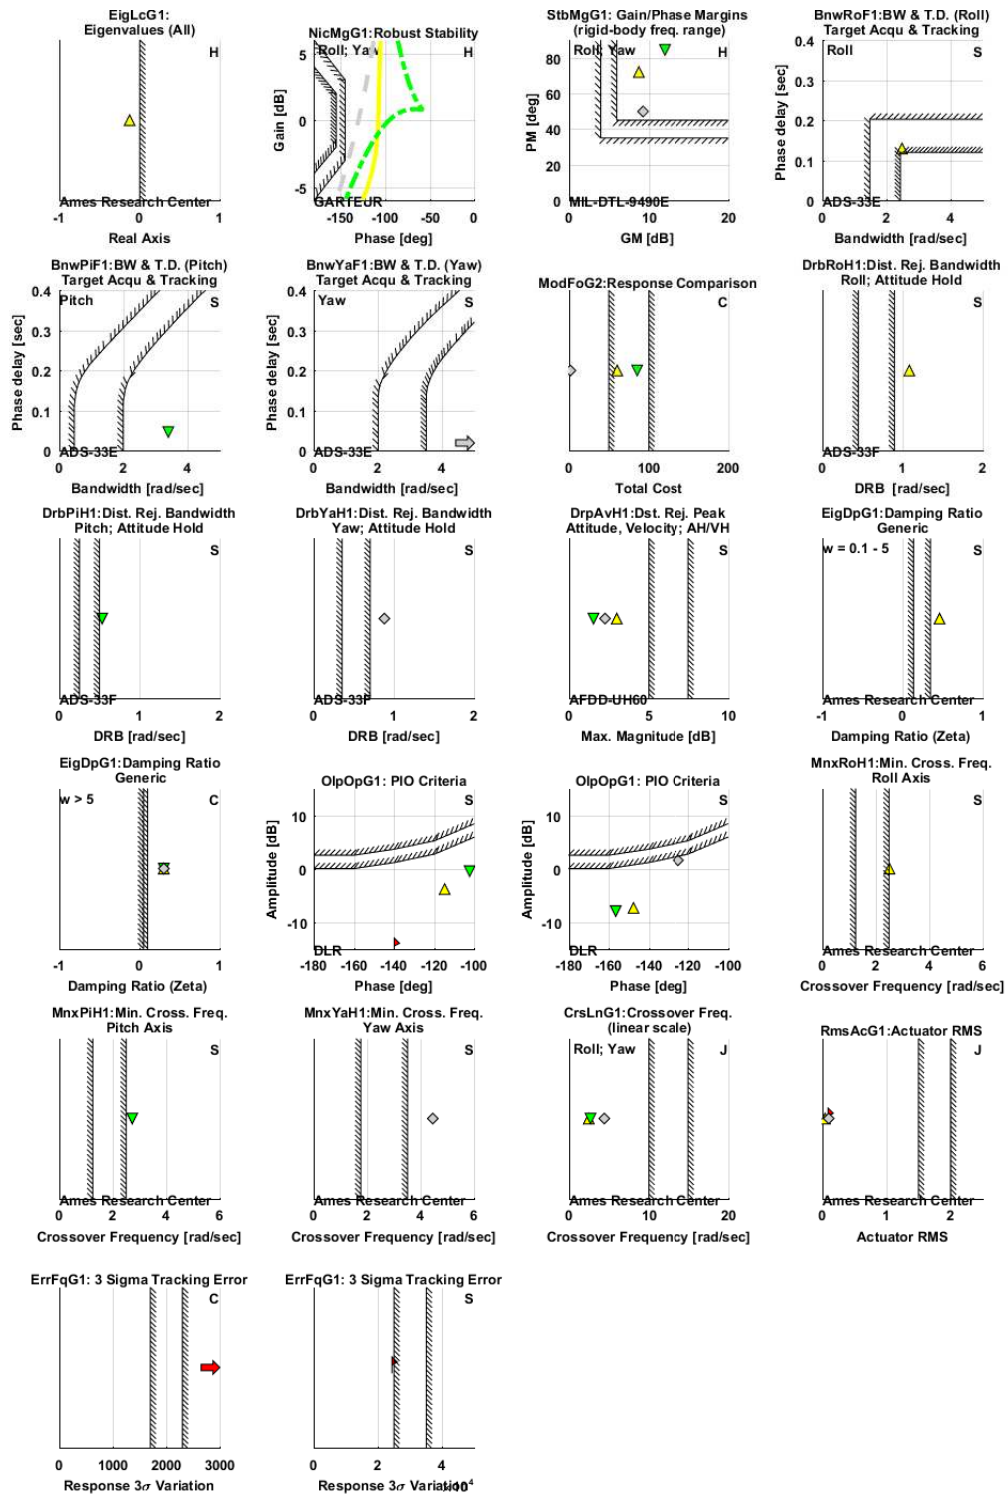 EigLcG1:
Eigenvalues (All)
H
Ames Research Center
-1 0 1
Real Axis
NicMgG1:Robust Stability
Roll; Yaw
H
5
0
-5
Gain [dB]
GARTEUR
-150 -100 -50 0
Phase [deg]
StbMgG1: Gain/Phase Margins
(rigid-body freq. range)
Roll; Yaw
H
80
60
40
20
0
PM [deg]
MIL-DTL-9490E
0 10 20
GM [dB]
BnwRoF1:BW & T.D. (Roll)
Target Acqu & Tracking
Roll
S
0.4
0.3
0.2
0.1
0
Phase delay [sec]
ADS-33E
0 2 4
Bandwidth [rad/sec]
BnwPiF1:BW & T.D. (Pitch)
Target Acqu & Tracking
Pitch
S
0.4
0.3
0.2
0.1
0
Phase delay [sec]
ADS-33E
0 2 4
Bandwidth [rad/sec]
BnwYaF1:BW & T.D. (Yaw)
Target Acqu & Tracking
Yaw
S
0.4
0.3
0.2
0.1
0
Phase delay [sec]
ADS-33E
0 2 4
Bandwidth [rad/sec]
ModFoG2:Response Comparison
C
0 100 200
Total Cost
DrbRoH1:Dist. Rej. Bandwidth
Roll; Attitude Hold
S
ADS-33F
0 1 2
DRB [rad/sec]
DrbPiH1:Dist. Rej. Bandwidth
Pitch; Attitude Hold
S
ADS-33F
0 1 2
DRB [rad/sec]
DrbYaH1:Dist. Rej. Bandwidth
Yaw; Attitude Hold
S
ADS-33F
0 1 2
DRB [rad/sec]
DrpAvH1:Dst. Rej. Peak
Attitude, Velocity; AH/VH
S
AFDD-UH60
0 5 10
Max. Magnitude [dB]
EigDpG1:Damping Ratio
Generic
w = 0.1 - 5
S
Ames Research Center
-1 0 1
Damping Ratio (Zeta)
EigDpG1:Damping Ratio
Generic
w > 5
C
-1 0 1
Damping Ratio (Zeta)
OlpOpG1: PIO Criteria
S
10
0
-10
Amplitude [dB]
DLR
-180 -160 -140 -120 -100
Phase [deg]
OlpOpG1: PIO Criteria
S
10
0
-10
Amplitude [dB]
DLR
-180 -160 -140 -120 -100
Phase [deg]
MnxRoH1:Min. Cross. Freq.
Roll Axis
S
Ames Research Center
0 2 4 6
Crossover Frequency [rad/sec]
MnxPiH1:Min. Cross. Freq.
Pitch Axis
S
Ames Research Center
0 2 4 6
Crossover Frequency [rad/sec]
MnxYaH1:Min. Cross. Freq.
Yaw Axis
S
Ames Research Center
0 2 4 6
Crossover Frequency [rad/sec]
CrsLnG1:Crossover Freq.
(linear scale)
Roll; Yaw
J
Ames Research Center
0 10 20
Crossover Frequency [rad/sec]
RmsAcG1:Actuator RMS
J
Ames Research Center
0 1 2
Actuator RMS
ErrFqG1: 3 Sigma Tracking Error
C
0 1000 2000 3000
Response 3σ Variation
ErrFqG1: 3 Sigma Tracking Error
S
0 2 4
Response 3σ Variation
×10⁴